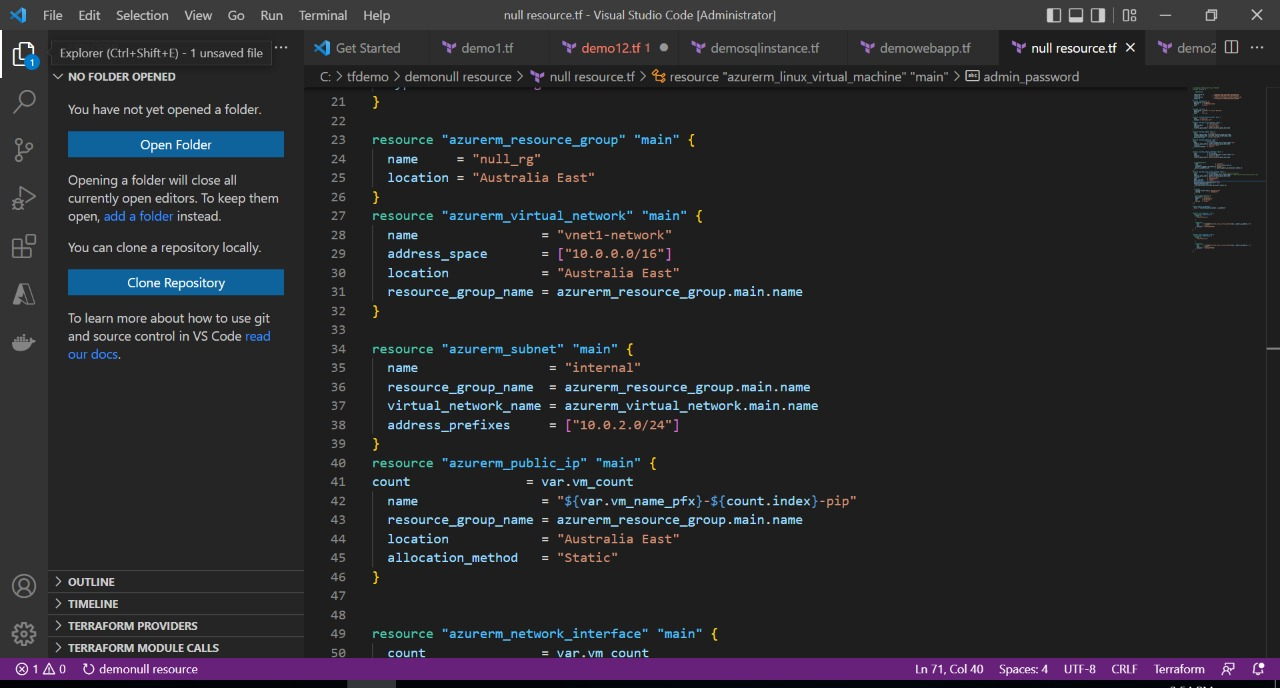 File Edit Selection View Go Run Terminal Help null resource.tf - Visual Studio Code [Administrator]
Explorer (Ctrl+Shift+E) - 1 unsaved file
Get Started demo1.tf demo12.tf 1 demosqlinstance.tf demowebapp.tf null resource.tf demo2
1
NO FOLDER OPENED
C: > tfdemo > demonull resource > null resource.tf > resource "azurerm_linux_virtual_machine" "main" > admin_password
You have not yet opened a folder.
Open Folder
Opening a folder will close all
currently open editors. To keep them
open, add a folder instead.
You can clone a repository locally.
Clone Repository
To learn more about how to use git
and source control in VS Code read
our docs.
OUTLINE
TIMELINE
TERRAFORM PROVIDERS
TERRAFORM MODULE CALLS
21 }
22
23 resource "azurerm_resource_group" "main" {
24 name = "null_rg"
25 location = "Australia East"
26 }
27 resource "azurerm_virtual_network" "main" {
28 name = "vnet1-network"
29 address_space = ["10.0.0.0/16"]
30 location = "Australia East"
31 resource_group_name = azurerm_resource_group.main.name
32 }
33
34 resource "azurerm_subnet" "main" {
35 name = "internal"
36 resource_group_name = azurerm_resource_group.main.name
37 virtual_network_name = azurerm_virtual_network.main.name
38 address_prefixes = ["10.0.2.0/24"]
39 }
40 resource "azurerm_public_ip" "main" {
41 count = var.vm_count
42 name = "${var.vm_name_pfx}-${count.index}-pip"
43 resource_group_name = azurerm_resource_group.main.name
44 location = "Australia East"
45 allocation_method = "Static"
46 }
47
48
49 resource "azurerm_network_interface" "main" {
50 count = var.vm_count
1 0 demonull resource Ln 71, Col 40 Spaces: 4 UTF-8 CRLF Terraform